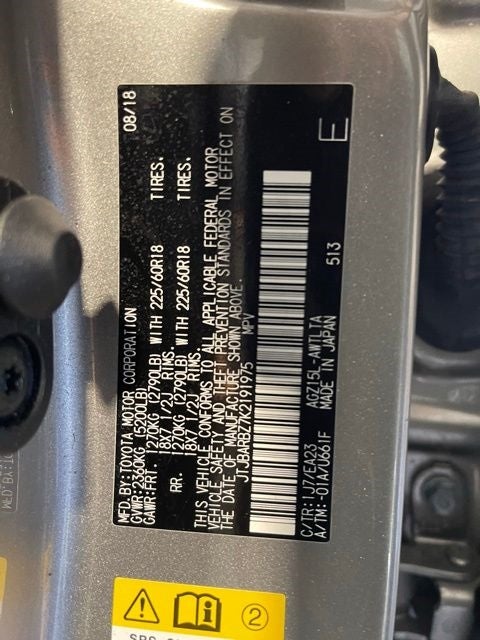 MFD.BY:TOYOTA MOTOR CORPORATION 08/18
GVWR:2360KG (5200LB)
GAWR:FRT. 1270KG (2790LB) WITH 225/60R18 TIRES.
18X7 1/2J RIMS
RR. 1270KG (2790LB) WITH 225/60R18 TIRES.
18X7 1/2J RIMS
THIS VEHICLE CONFORMS TO ALL APPLICABLE FEDERAL MOTOR
VEHICLE SAFETY AND THEFT PREVENTION STANDARDS IN EFFECT ON
DATE OF MANUFACTURE SHOWN ABOVE.
JTJBARBZ7K2191975 MPV
C/TR:1J7/EA23 AGZ15L-AWTLTA 513 E
A/TM:-01A/U661F MADE IN JAPAN
2